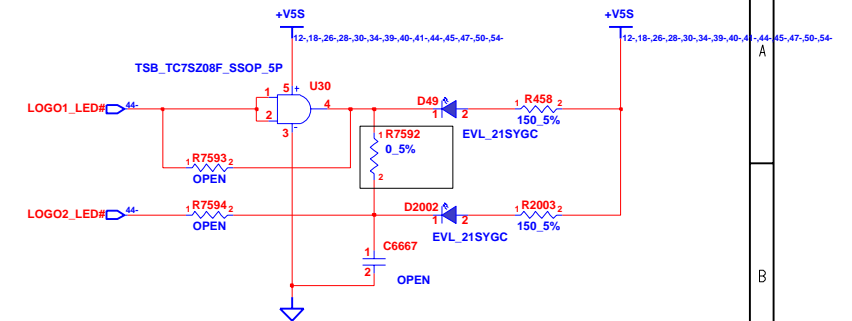 +V5S
+V5S
12-,18-,26-,28-,30-,34-,39-,40-,41-,44-,45-,47-,50-,54-
12-,18-,26-,28-,30-,34-,39-,40-,41-,44-,45-,47-,50-,54-
A
TSB_TC7SZ08F_SSOP_5P
5 +
U30
1
2
4
3 -
LOGO1_LED# 44-
D49
1 2
EVL_21SYGC
R458
1 2
150_5%
1 R7592
0_5%
2
R7593
1 2
OPEN
LOGO2_LED# 44-
R7594
1 2
OPEN
D2002
1 2
EVL_21SYGC
R2003
1 2
150_5%
C6667
1
2
OPEN
B